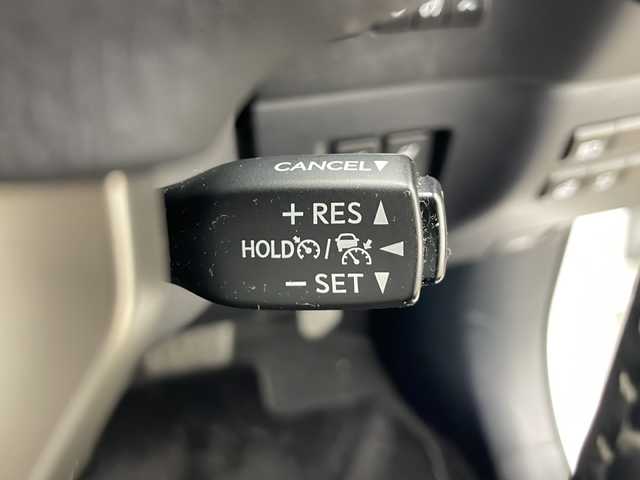 CANCEL▼
+ RES ▲
HOLD / ◀
− SET ▼